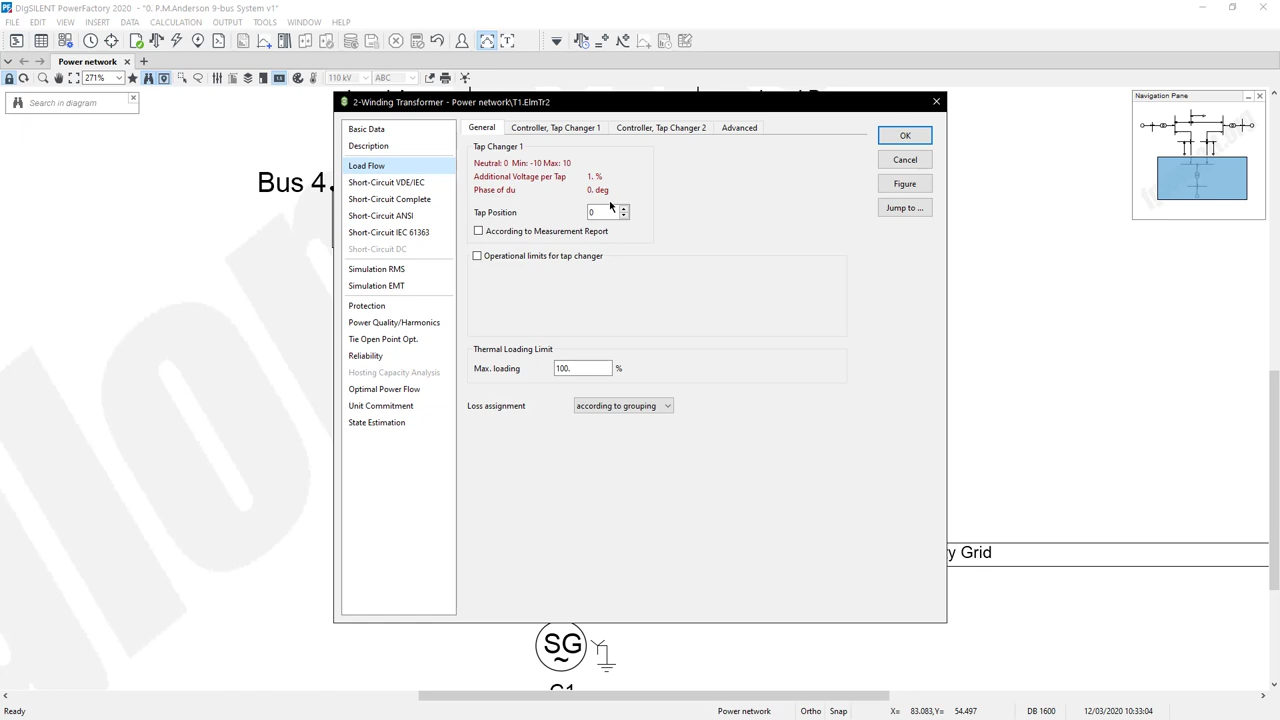 DIgSILENT PowerFactory 2020 - "0. P.M.Anderson 9-bus System v1"
FILE EDIT VIEW INSERT DATA CALCULATION OUTPUT TOOLS WINDOW HELP
Power network
271% 110 kV ABC
Search in diagram
Navigation Pane
Bus 4
2-Winding Transformer - Power network\T1.ElmTr2
Basic Data
Description
Load Flow
Short-Circuit VDE/IEC
Short-Circuit Complete
Short-Circuit ANSI
Short-Circuit IEC 61363
Short-Circuit DC
Simulation RMS
Simulation EMT
Protection
Power Quality/Harmonics
Tie Open Point Opt.
Reliability
Hosting Capacity Analysis
Optimal Power Flow
Unit Commitment
State Estimation
General Controller, Tap Changer 1 Controller, Tap Changer 2 Advanced
Tap Changer 1
Neutral: 0 Min: -10 Max: 10
Additional Voltage per Tap 1. %
Phase of du 0. deg
Tap Position 0
According to Measurement Report
Operational limits for tap changer
Thermal Loading Limit
Max. loading 100. %
Loss assignment according to grouping
OK
Cancel
Figure
Jump to ...
y Grid
SG
~
Ready Power network Ortho Snap X= 83.083,Y= 54.497 DB 1600 12/03/2020 10:33:04